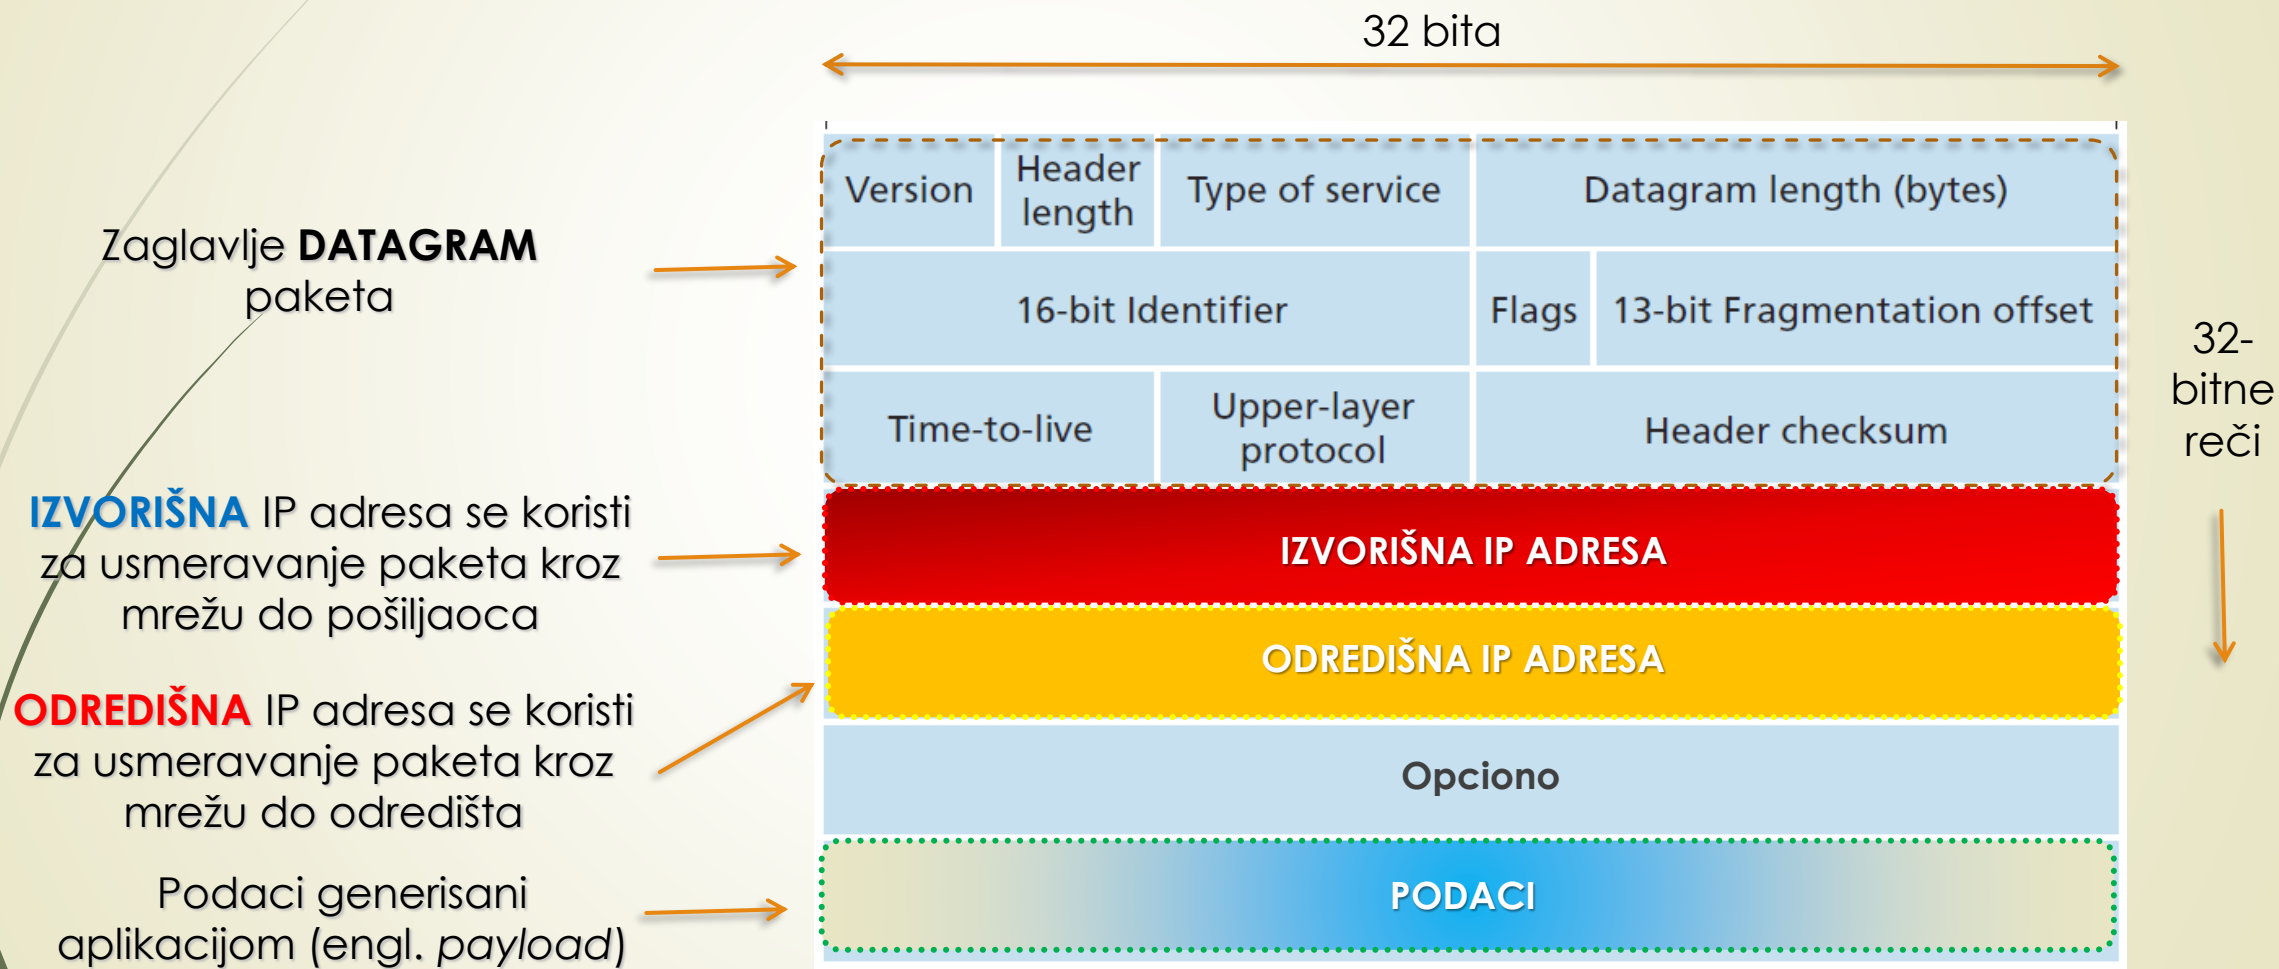 32 bita
Version
Header
length
Type of service
Datagram length (bytes)
Zaglavlje DATAGRAM
paketa
16-bit Identifier
Flags
13-bit Fragmentation offset
32-
bitne
reči
Time-to-live
Upper-layer
protocol
Header checksum
IZVORIŠNA IP adresa se koristi
za usmeravanje paketa kroz
mrežu do pošiljaoca
IZVORIŠNA IP ADRESA
ODREDIŠNA IP ADRESA
ODREDIŠNA IP adresa se koristi
za usmeravanje paketa kroz
mrežu do odredišta
Opciono
Podaci generisani
aplikacijom (engl. payload)
PODACI